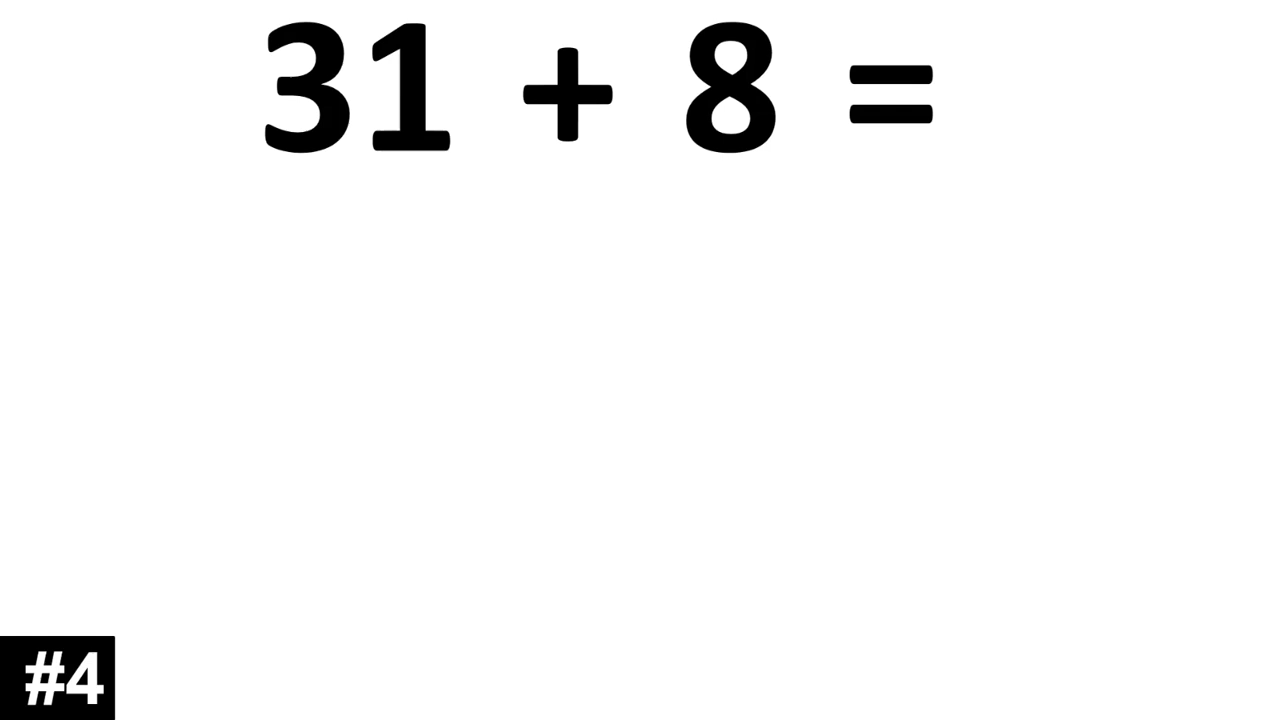 31 + 8 =
#4